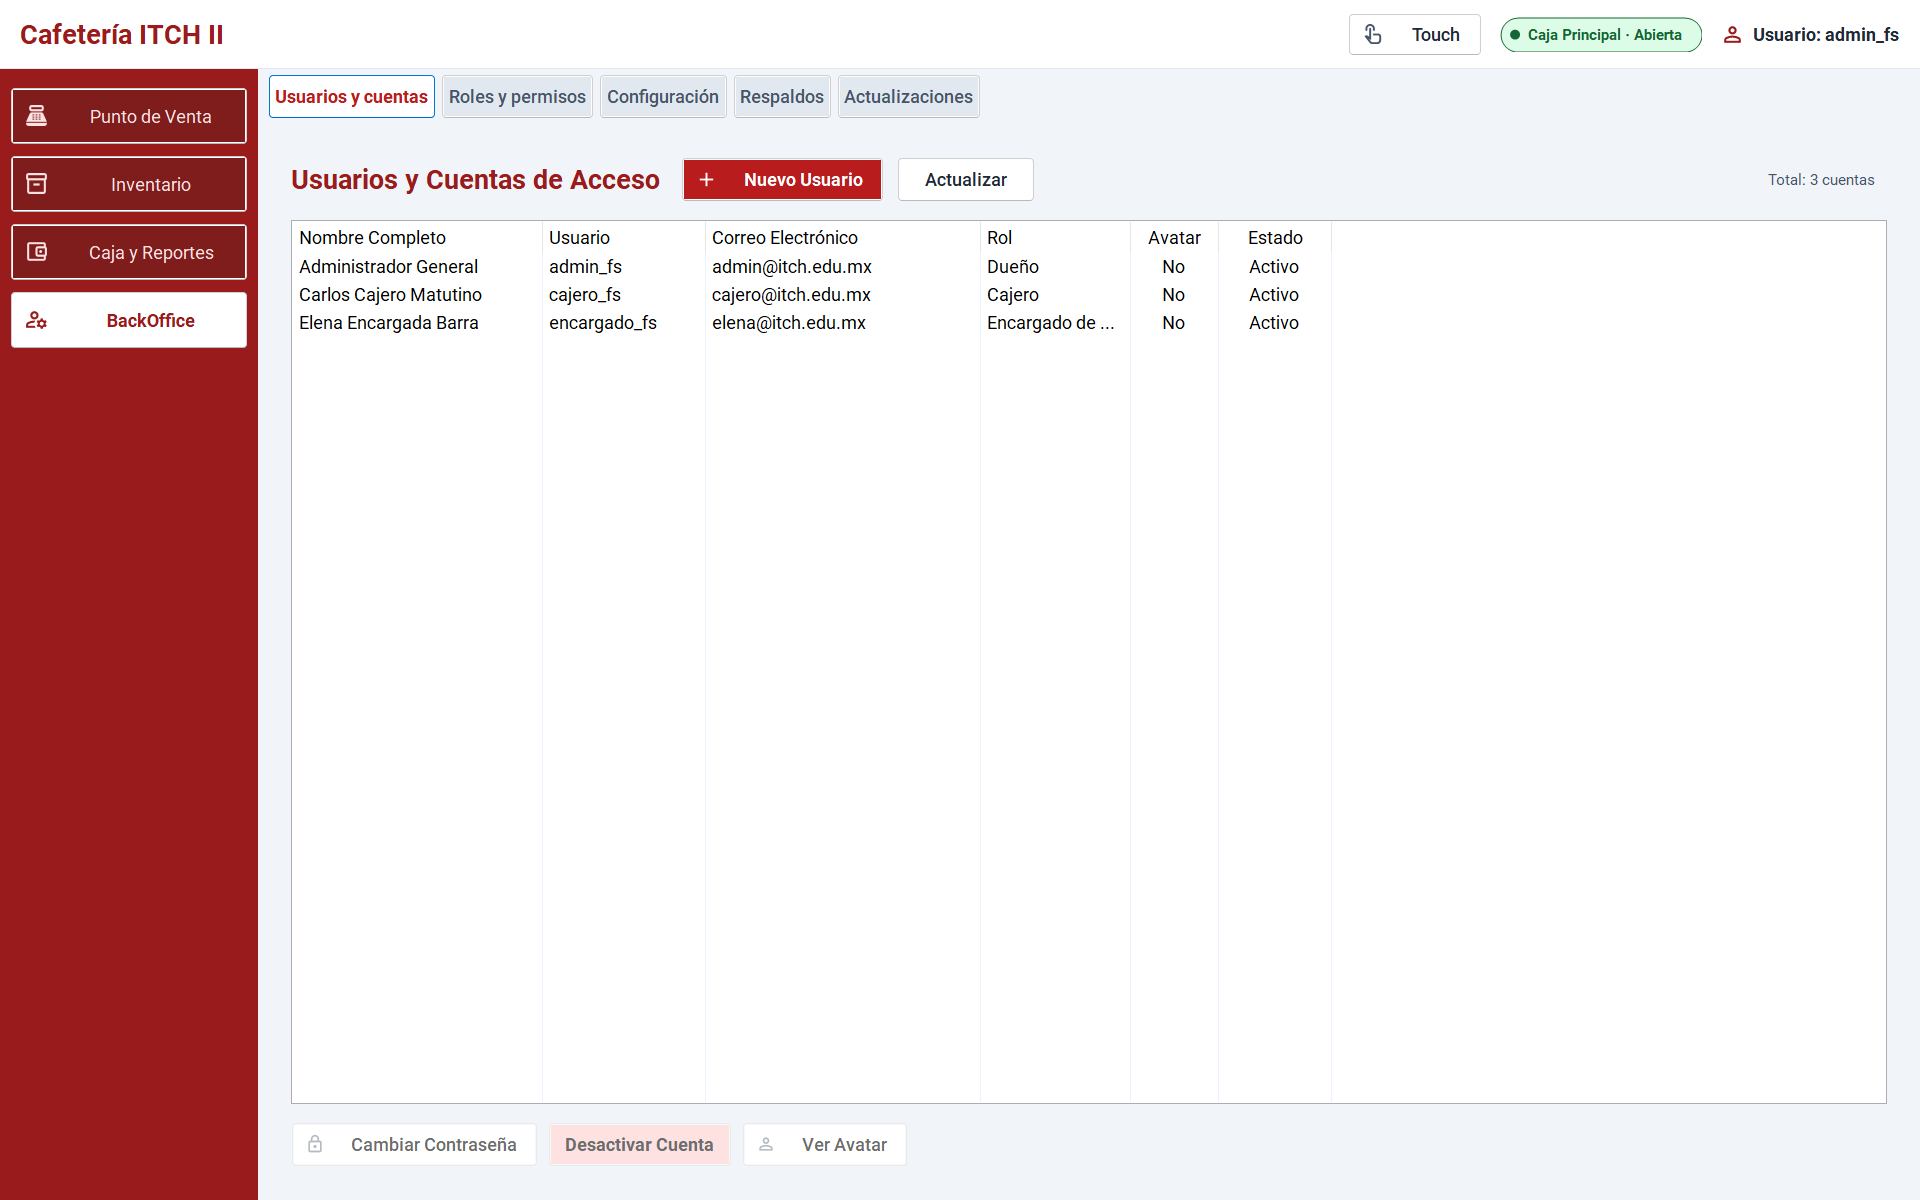 Cafetería ITCH II
Touch
Caja Principal · Abierta
Usuario: admin_fs
Punto de Venta
Inventario
Caja y Reportes
BackOffice
Usuarios y cuentas
Roles y permisos
Configuración
Respaldos
Actualizaciones
Usuarios y Cuentas de Acceso
+ Nuevo Usuario
Actualizar
Total: 3 cuentas
Nombre Completo Usuario Correo Electrónico Rol Avatar Estado
Administrador General admin_fs admin@itch.edu.mx Dueño No Activo
Carlos Cajero Matutino cajero_fs cajero@itch.edu.mx Cajero No Activo
Elena Encargada Barra encargado_fs elena@itch.edu.mx Encargado de ... No Activo
Cambiar Contraseña
Desactivar Cuenta
Ver Avatar